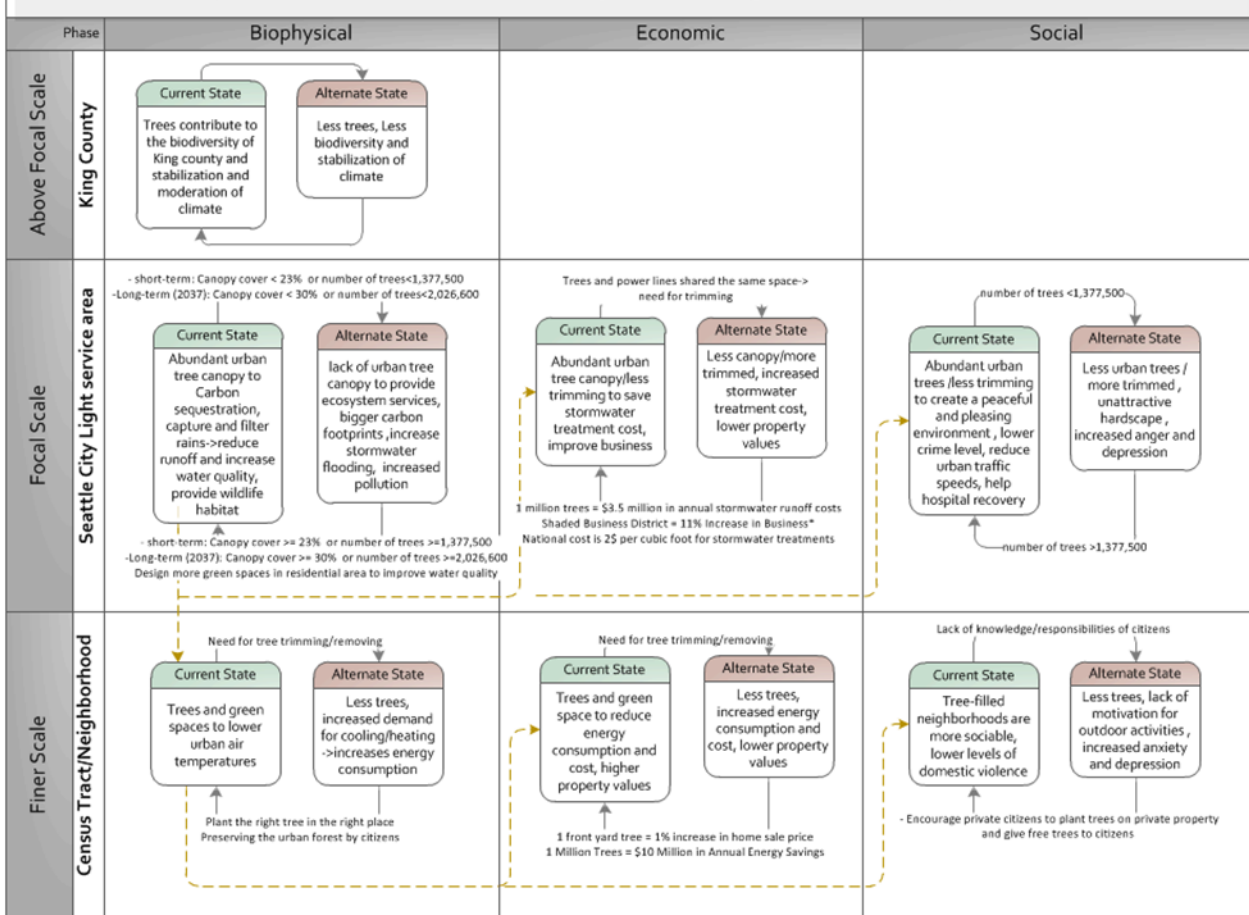 Phase
Biophysical
Economic
Social
Above Focal Scale
King County
Current State
Trees contribute to
the biodiversity of
King county and
stabilization and
moderation of
climate
Alternate State
Less trees, Less
biodiversity and
stabilization of
climate
Focal Scale
Seattle City Light service area
- short-term: Canopy cover < 23% or number of trees<1,377,500
-Long-term (2037): Canopy cover < 30% or number of trees<2,026,600
Current State
Abundant urban
tree canopy to
Carbon
sequestration,
capture and filter
rains->reduce
runoff and increase
water quality,
provide wildlife
habitat
Alternate State
lack of urban tree
canopy to provide
ecosystem services,
bigger carbon
footprints ,increase
stormwater
flooding, increased
pollution
- short-term: Canopy cover >= 23% or number of trees >=1,377,500
-Long-term (2037): Canopy cover >= 30% or number of trees >=2,026,600
Design more green spaces in residential area to improve water quality
Trees and power lines shared the same space->
need for trimming
Current State
Abundant urban
tree canopy/less
trimming to save
stormwater
treatment cost,
improve business
Alternate State
Less canopy/more
trimmed, increased
stormwater
treatment cost,
lower property
values
1 million trees = $3.5 million in annual stormwater runoff costs
Shaded Business District = 11% Increase in Business*
National cost is 2$ per cubic foot for stormwater treatments
number of trees <1,377,500
Current State
Abundant urban
trees /less trimming
to create a peaceful
and pleasing
environment , lower
crime level, reduce
urban traffic
speeds, help
hospital recovery
Alternate State
Less urban trees /
more trimmed ,
unattractive
hardscape ,
increased anger and
depression
number of trees >1,377,500
Finer Scale
Census Tract/Neighborhood
Need for tree trimming/removing
Current State
Trees and green
spaces to lower
urban air
temperatures
Alternate State
Less trees,
increased demand
for cooling/heating
->increases energy
consumption
Plant the right tree in the right place
Preserving the urban forest by citizens
Need for tree trimming/removing
Current State
Trees and green
space to reduce
energy
consumption and
cost, higher
property values
Alternate State
Less trees,
increased energy
consumption and
cost, lower property
values
1 front yard tree = 1% increase in home sale price
1 Million Trees = $10 Million in Annual Energy Savings
Lack of knowledge/responsibilities of citizens
Current State
Tree-filled
neighborhoods are
more sociable,
lower levels of
domestic violence
Alternate State
Less trees, lack of
motivation for
outdoor activities ,
increased anxiety
and depression
- Encourage private citizens to plant trees on private property
and give free trees to citizens